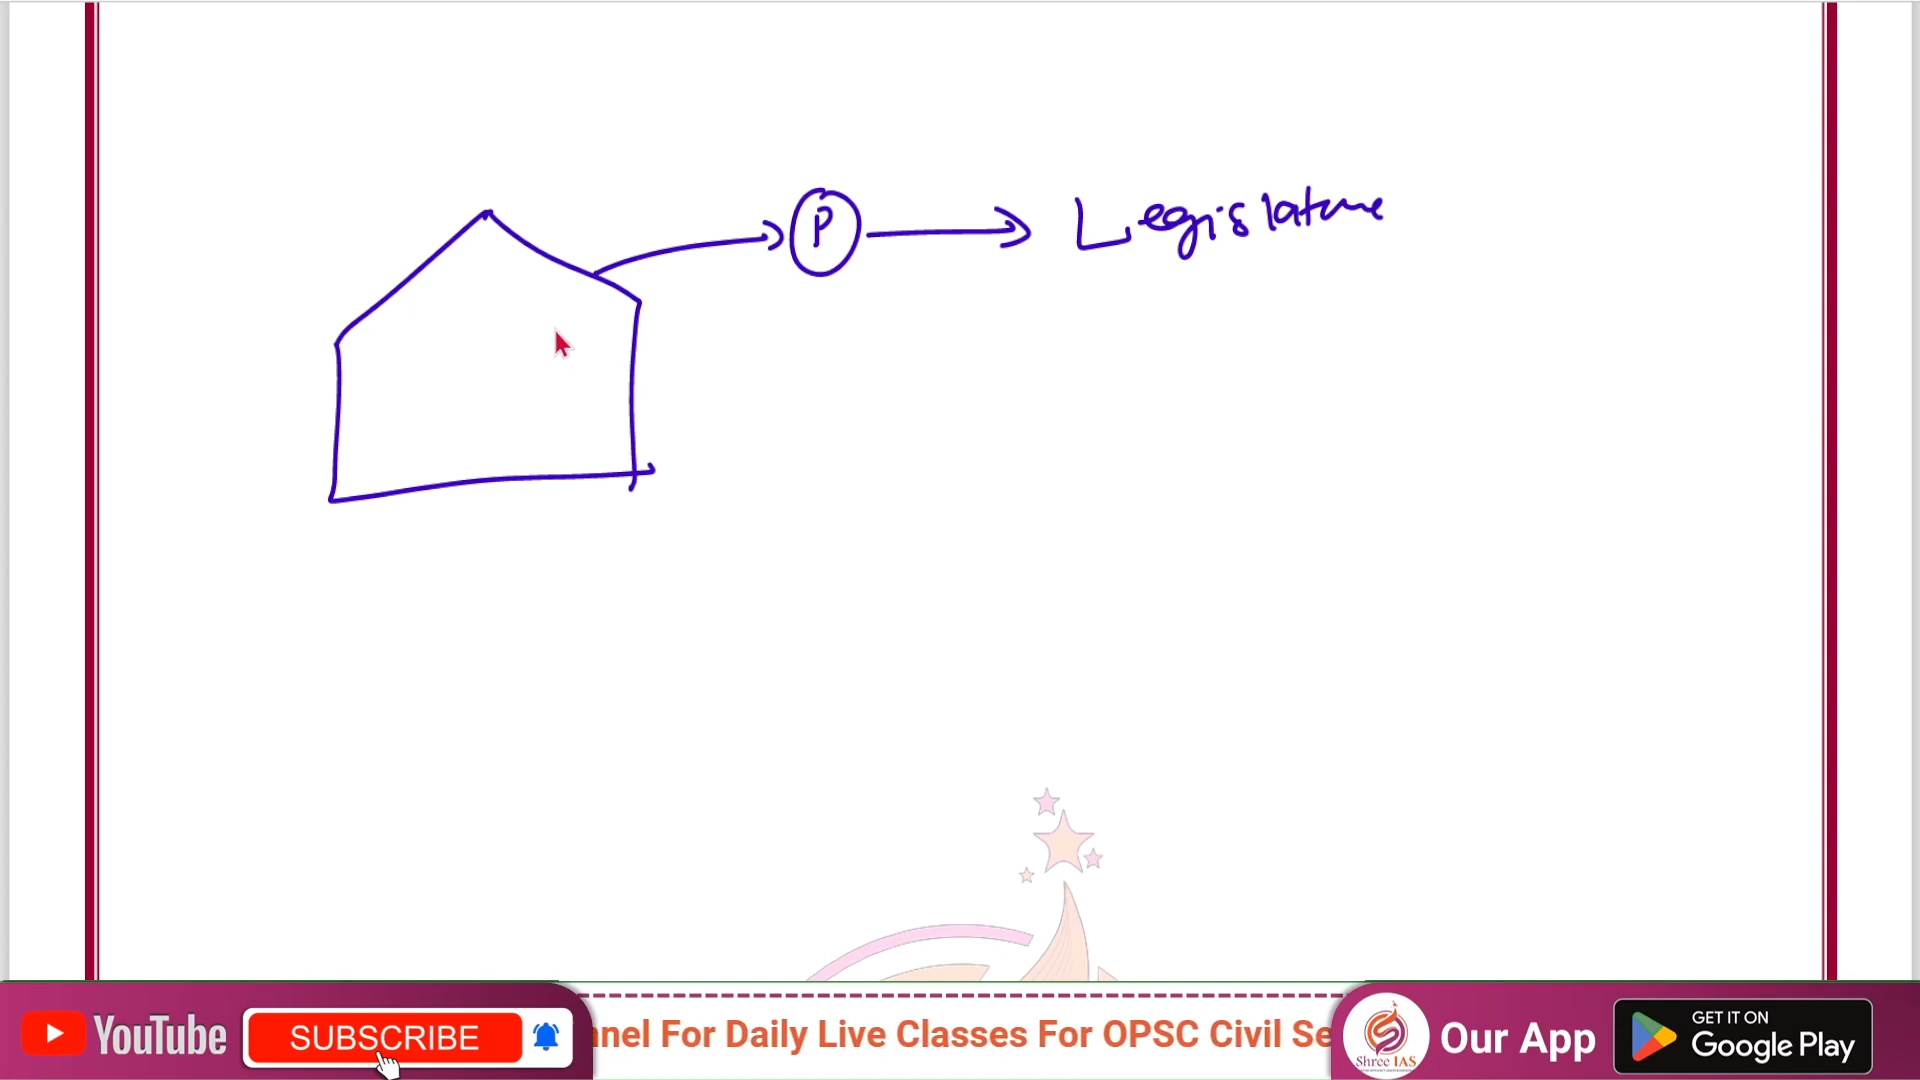 P
Legislature
YouTube
SUBSCRIBE
nnel For Daily Live Classes For OPSC Civil Se
Shree IAS
Our App
GET IT ON
Google Play